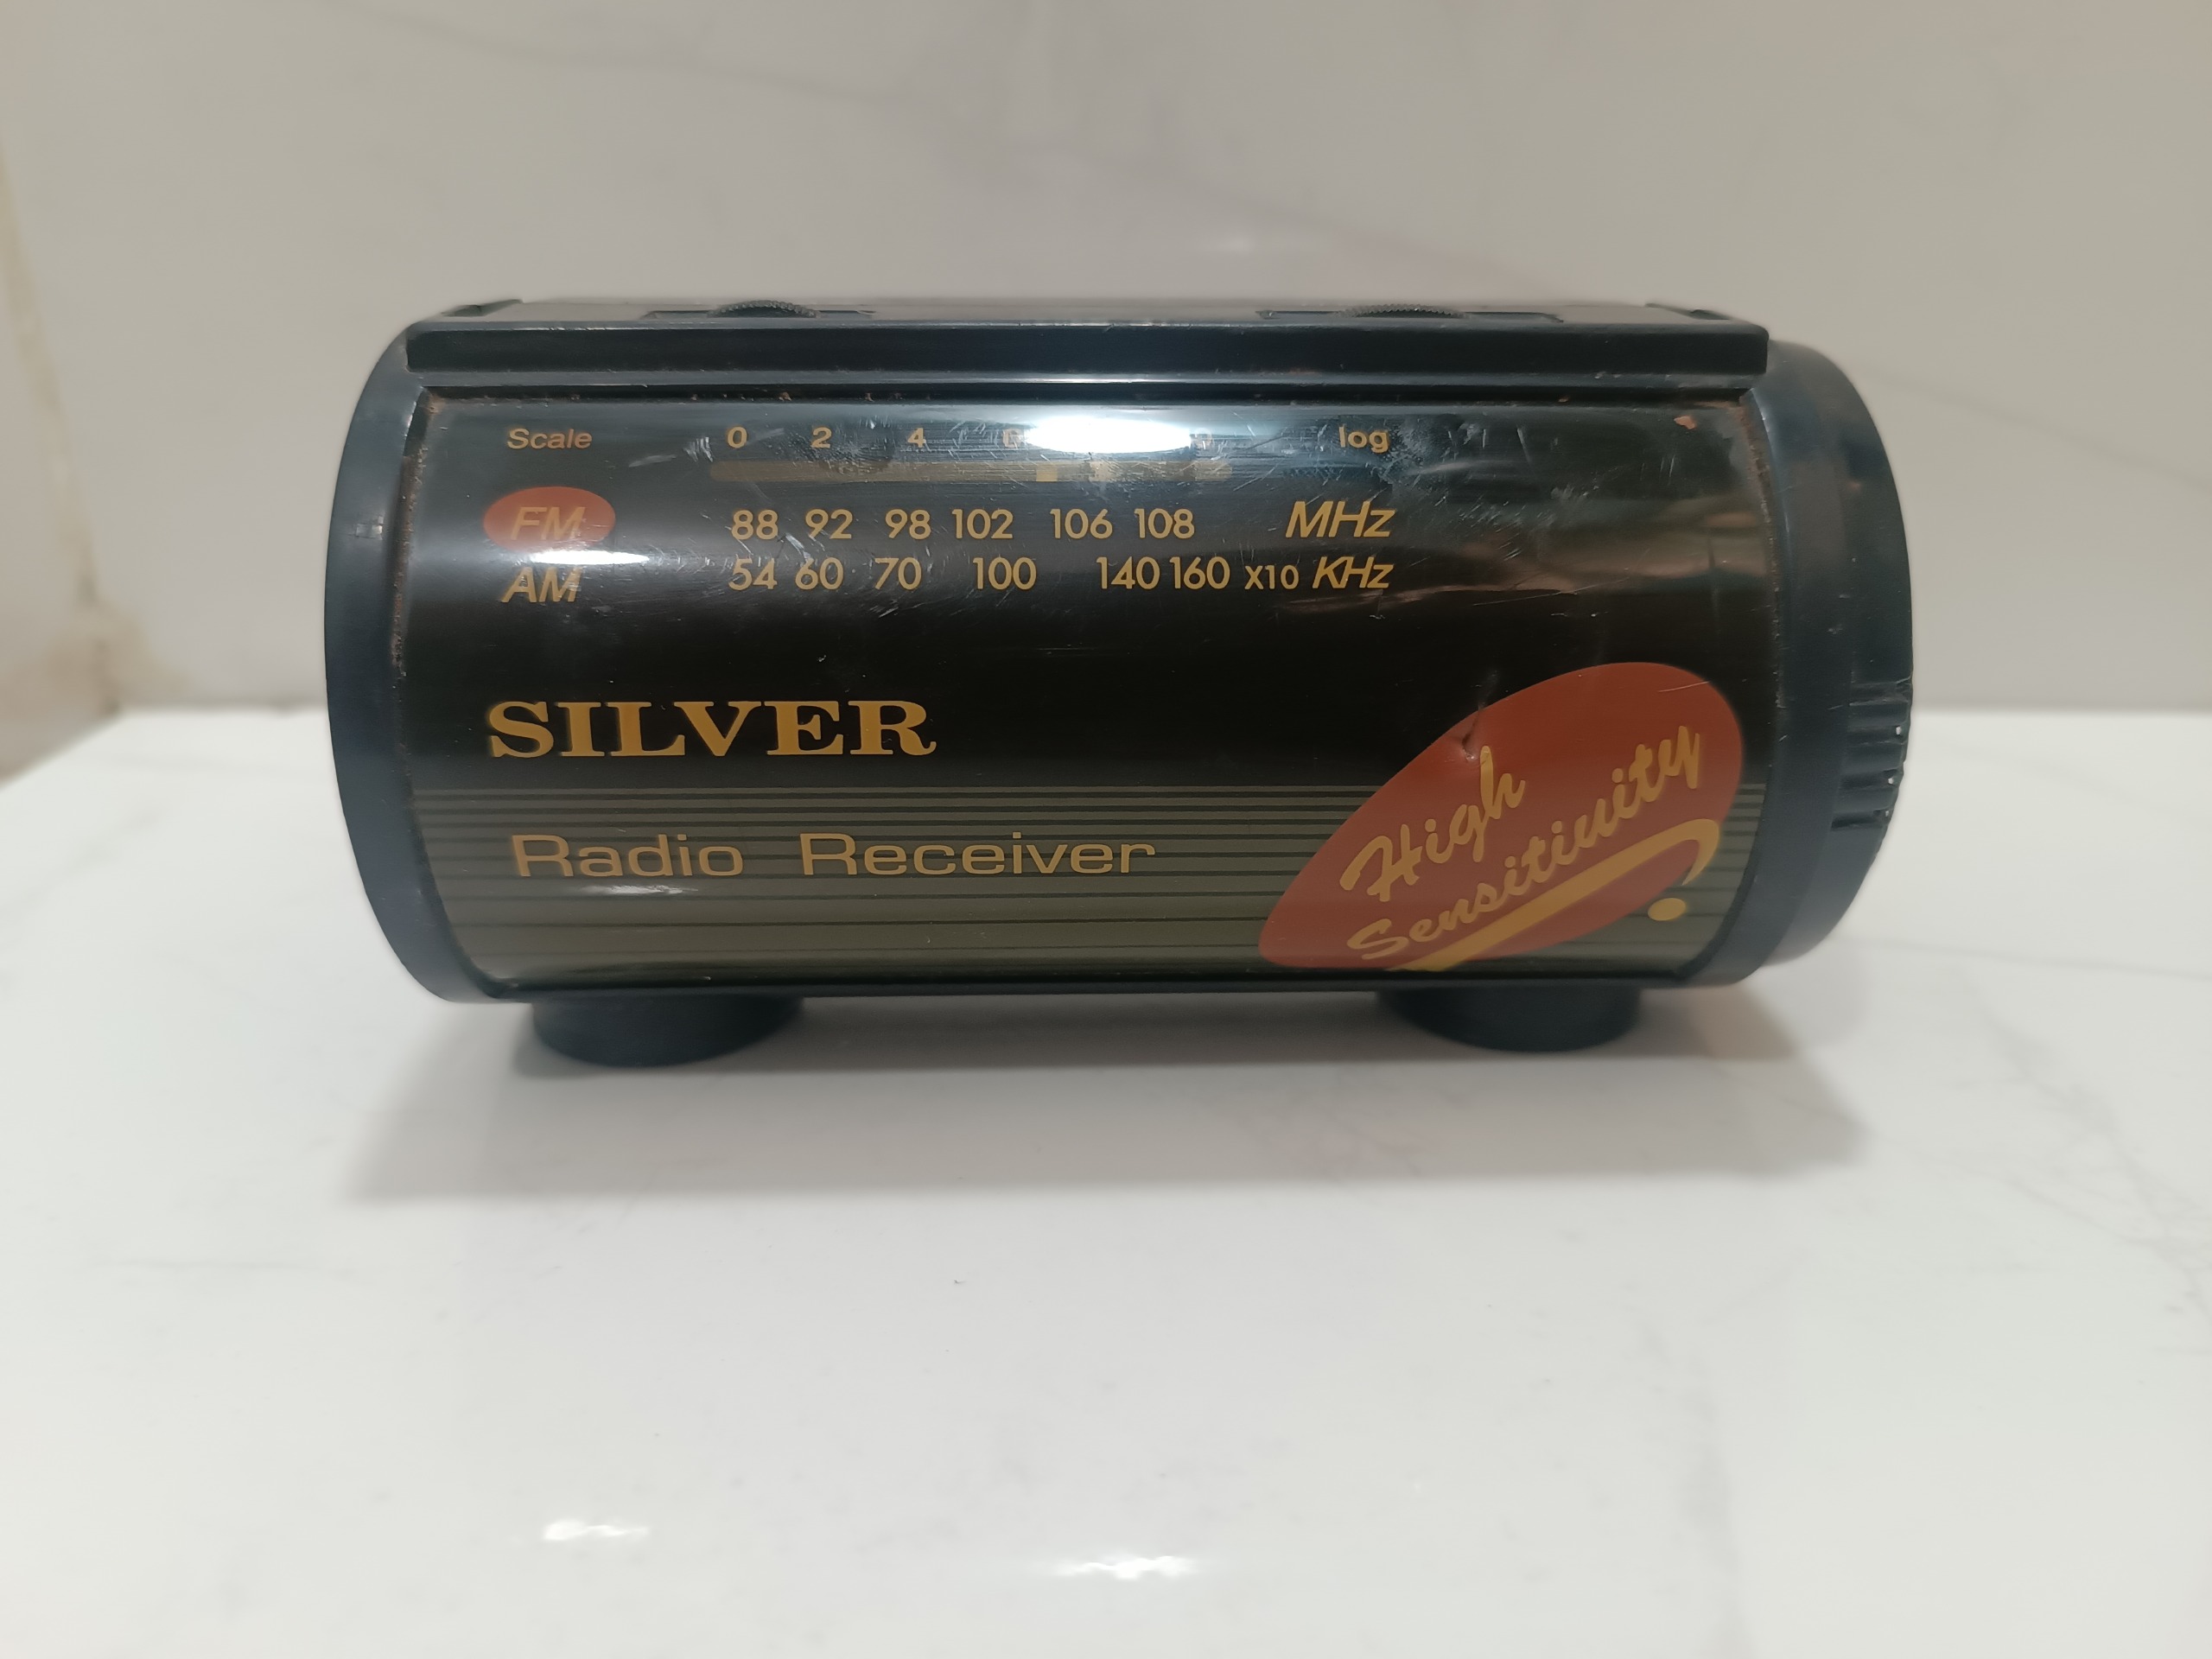 Scale 0 2 4 log
FM 88 92 98 102 106 108 MHz
AM 54 60 70 100 140 160 X10 KHz
SILVER
Radio Receiver
High
Sensitivity